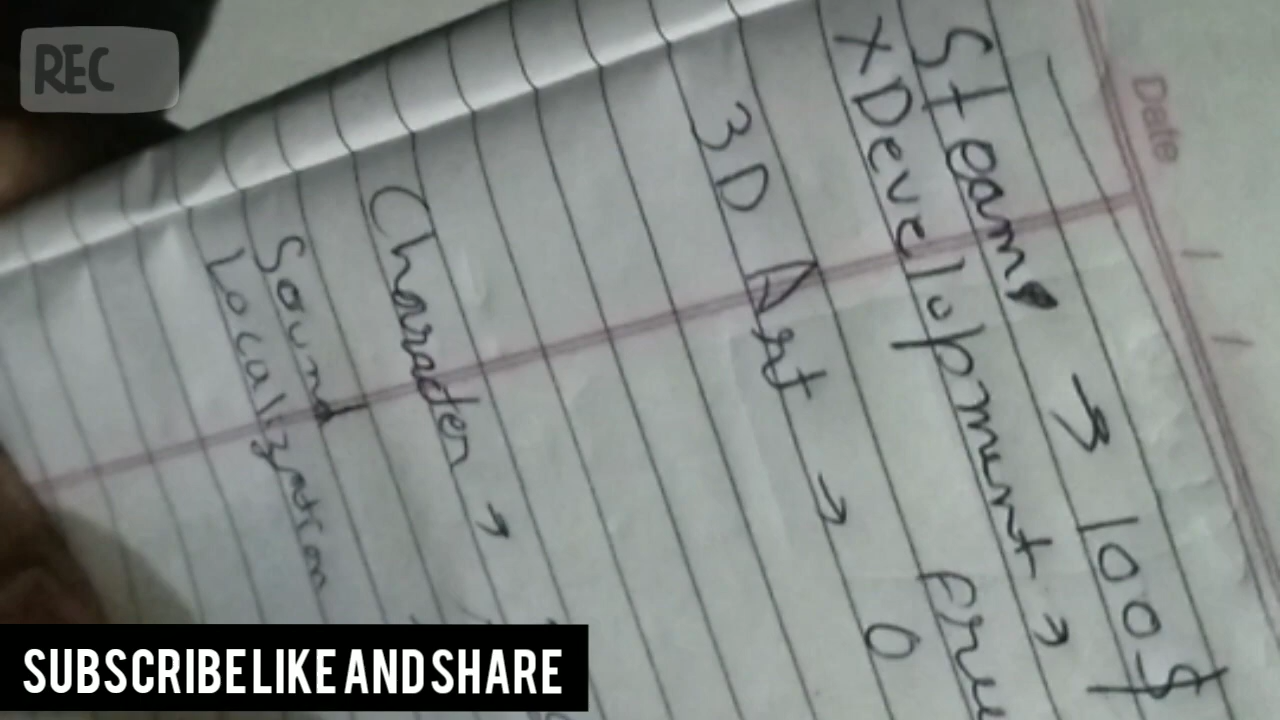 REC
Date
Steam → 100$
x Development → Free
3D Art → 0
Character →
Sound
Localization
SUBSCRIBE LIKE AND SHARE